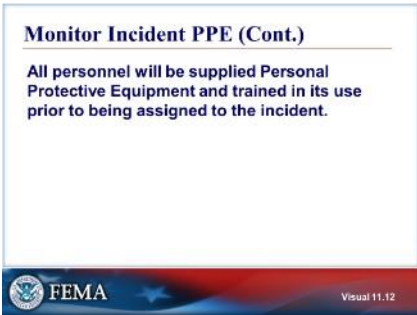 Monitor Incident PPE (Cont.)
All personnel will be supplied Personal
Protective Equipment and trained in its use
prior to being assigned to the incident.
FEMA
Visual 11.12